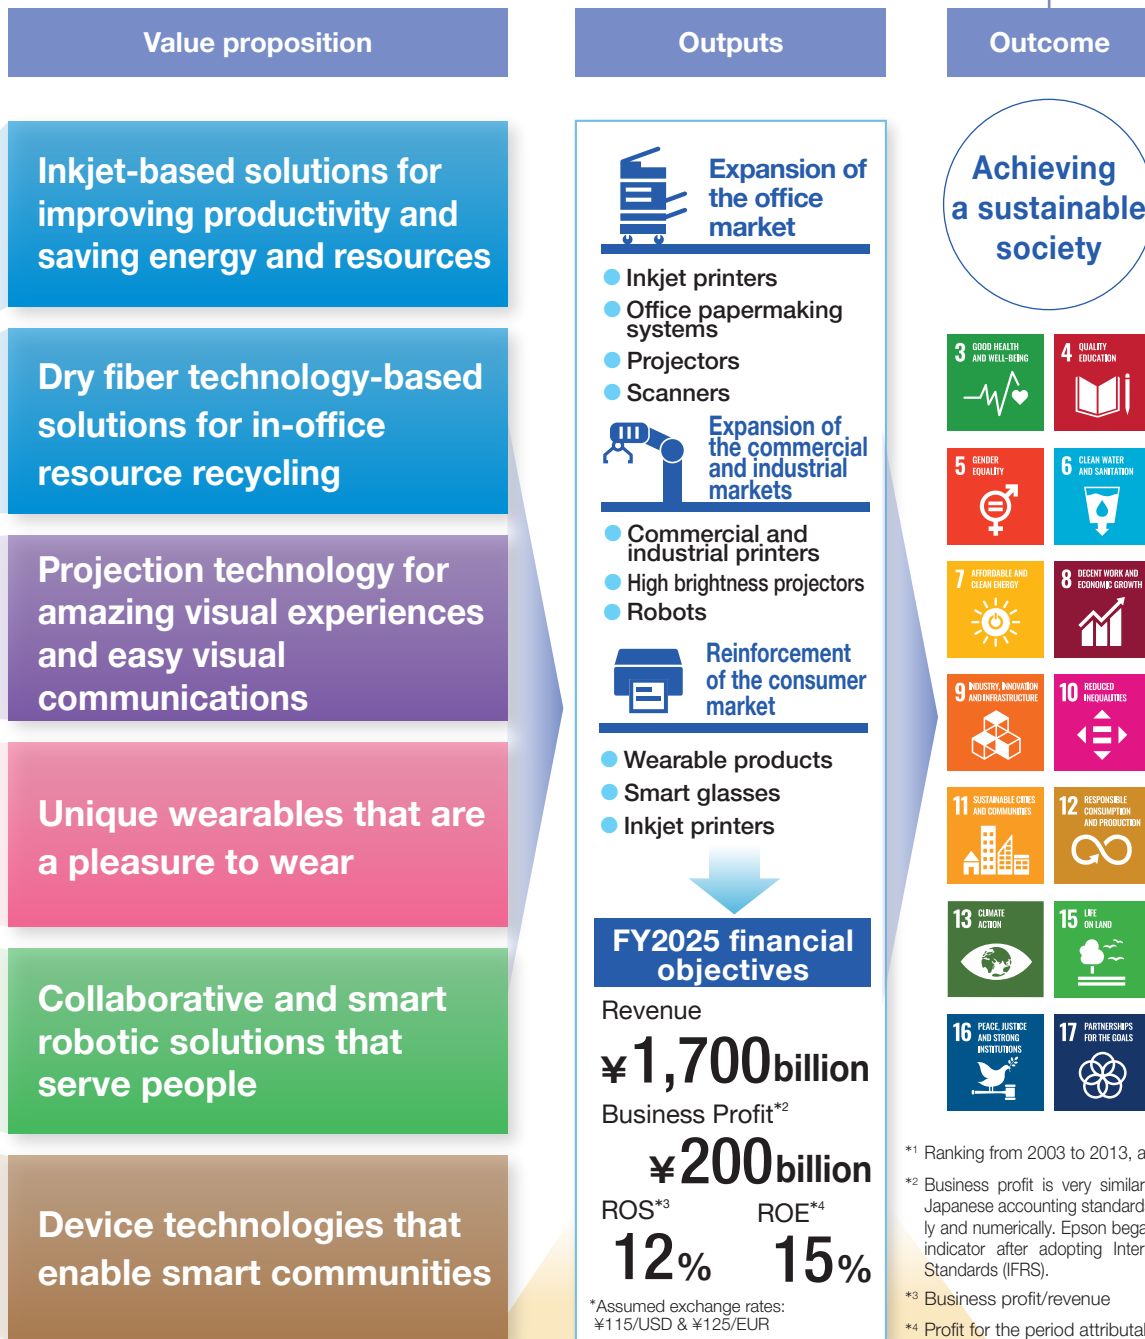 Value proposition
Inkjet-based solutions for
improving productivity and
saving energy and resources
Dry fiber technology-based
solutions for in-office
resource recycling
Projection technology for
amazing visual experiences
and easy visual
communications
Unique wearables that are
a pleasure to wear
Collaborative and smart
robotic solutions that
serve people
Device technologies that
enable smart communities
Outputs
Expansion of
the office
market
Inkjet printers
Office papermaking
systems
Projectors
Scanners
Expansion of
the commercial
and industrial
markets
Commercial and
industrial printers
High brightness projectors
Robots
Reinforcement
of the consumer
market
Wearable products
Smart glasses
Inkjet printers
FY2025 financial
objectives
Revenue
¥1,700 billion
Business Profit*2
¥200 billion
ROS*3 ROE*4
12% 15%
*Assumed exchange rates:
¥115/USD & ¥125/EUR
Outcome
Achieving
a sustainable
society
3 GOOD HEALTH
AND WELL-BEING
4 QUALITY
EDUCATION
5 GENDER
EQUALITY
6 CLEAN WATER
AND SANITATION
7 AFFORDABLE AND
CLEAN ENERGY
8 DECENT WORK AND
ECONOMIC GROWTH
9 INDUSTRY, INNOVATION
AND INFRASTRUCTURE
10 REDUCED
INEQUALITIES
11 SUSTAINABLE CITIES
AND COMMUNITIES
12 RESPONSIBLE
CONSUMPTION
AND PRODUCTION
13 CLIMATE
ACTION
15 LIFE
ON LAND
16 PEACE, JUSTICE
AND STRONG
INSTITUTIONS
17 PARTNERSHIPS
FOR THE GOALS
*1 Ranking from 2003 to 2013, a
*2 Business profit is very similar
Japanese accounting standard
ly and numerically. Epson bega
indicator after adopting Inter
Standards (IFRS).
*3 Business profit/revenue
*4 Profit for the period attributal